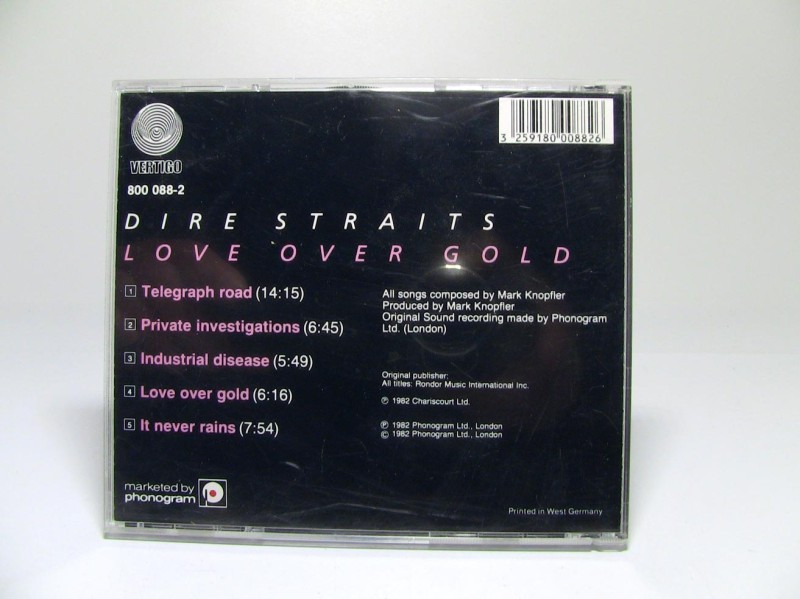 VERTIGO
800 088-2
3 259180 008826
DIRE STRAITS
LOVE OVER GOLD
1 Telegraph road (14:15)
2 Private investigations (6:45)
3 Industrial disease (5:49)
4 Love over gold (6:16)
5 It never rains (7:54)
All songs composed by Mark Knopfler
Produced by Mark Knopfler
Original Sound recording made by Phonogram
Ltd. (London)
Original publisher:
All titles: Rondor Music International Inc.
℗ 1982 Chariscourt Ltd.
℗ 1982 Phonogram Ltd., London
© 1982 Phonogram Ltd., London
marketed by
phonogram
Printed in West Germany